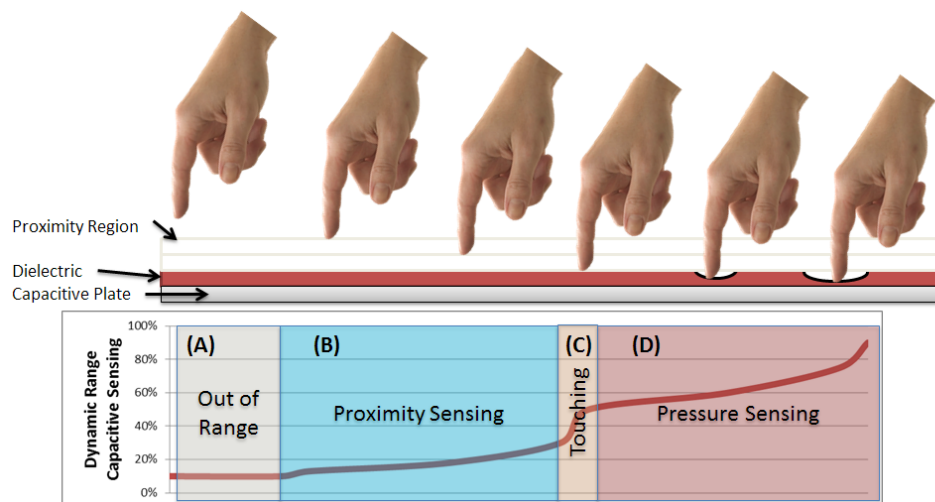 Proximity Region
Dielectric
Capacitive Plate
Dynamic Range
Capacitive Sensing
100%
80%
60%
40%
20%
0%
(A)
Out of
Range
(B)
Proximity Sensing
(C)
Touching
(D)
Pressure Sensing